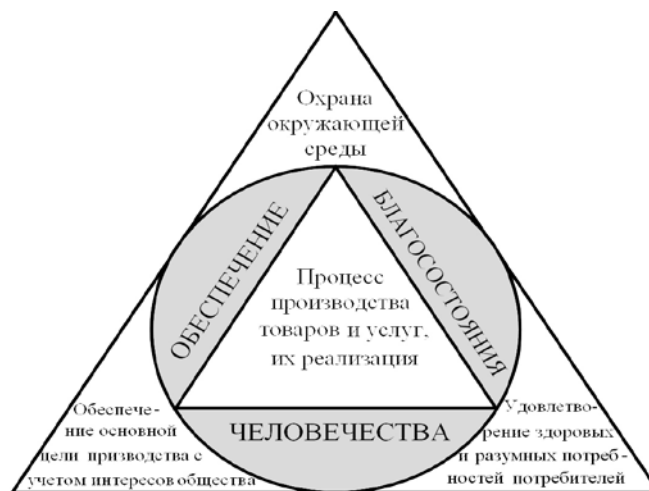 Охрана
окружающей
среды
ОБЕСПЕЧЕНИЕ
БЛАГОСОСТОЯНИЯ
Процесс
производства
товаров и услуг,
их реализация
ЧЕЛОВЕЧЕСТВА
Обеспече-
ние основной
цели призводства с
учетом интересов общества
Удовлетво-
рение здоровых
и разумных потреб-
ностей потребителей